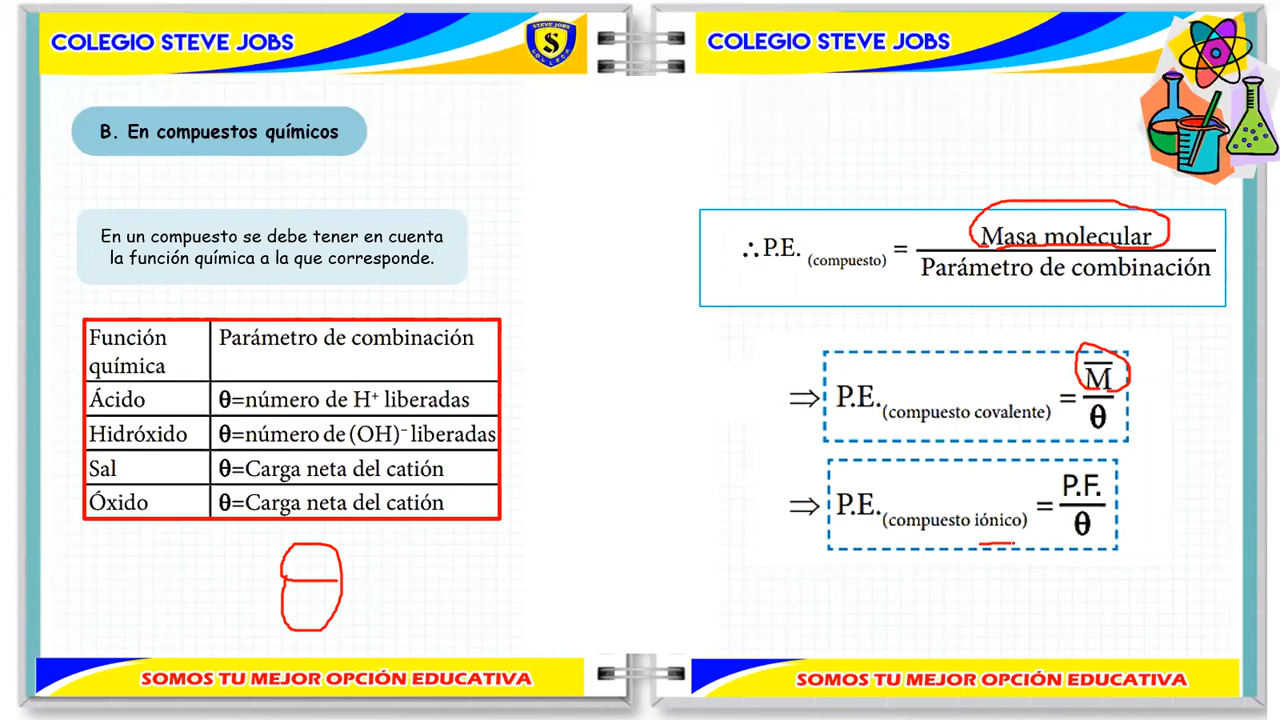 COLEGIO STEVE JOBS
STEVE JOBS
S
COLLEGE
B. En compuestos químicos
En un compuesto se debe tener en cuenta
la función química a la que corresponde.
Función química Parámetro de combinación
Ácido θ=número de H⁺ liberadas
Hidróxido θ=número de (OH)⁻ liberadas
Sal θ=Carga neta del catión
Óxido θ=Carga neta del catión
θ
SOMOS TU MEJOR OPCIÓN EDUCATIVA
COLEGIO STEVE JOBS
∴ P.E. (compuesto) = Masa molecular / Parámetro de combinación
⇒ P.E.(compuesto covalente) = M̅ / θ
⇒ P.E.(compuesto iónico) = P.F. / θ
SOMOS TU MEJOR OPCIÓN EDUCATIVA